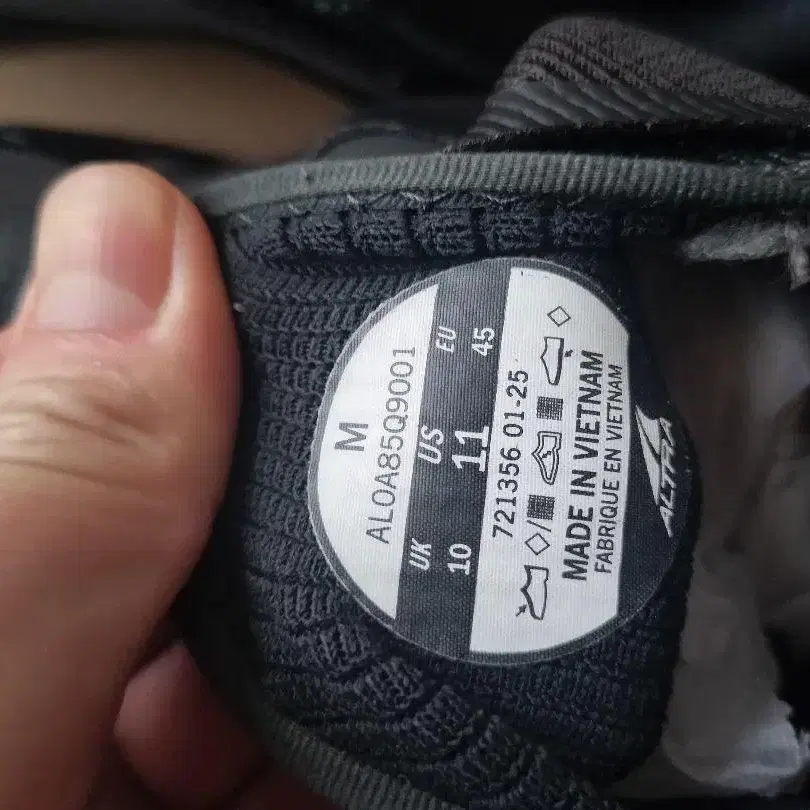 M
AL0A85Q9001
UK US EU
10 11 45
721356 01-25
MADE IN VIETNAM
FABRIQUE EN VIETNAM
ALTRA